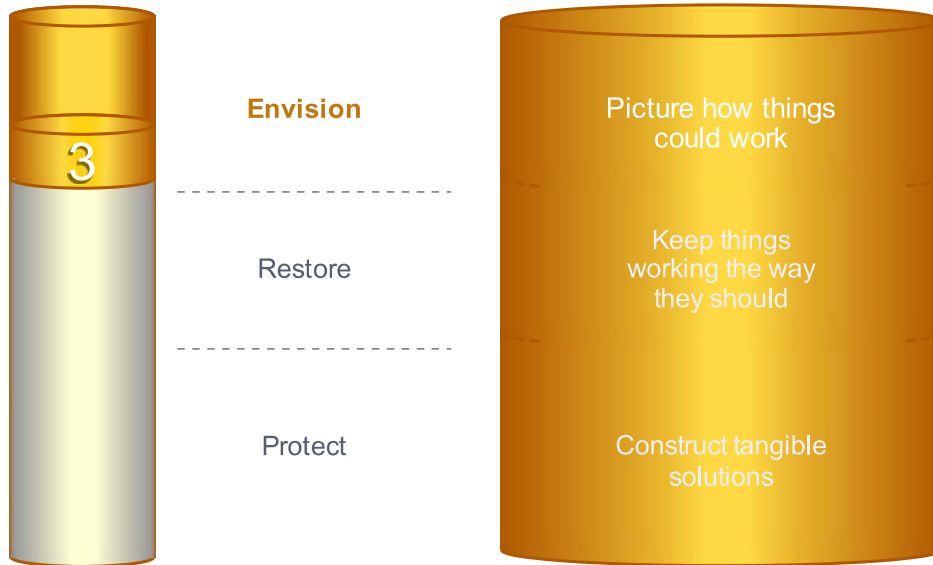 3
Envision
Picture how things
could work
Restore
Keep things
working the way
they should
Protect
Construct tangible
solutions